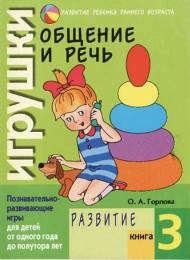 РАЗВИТИЕ РЕБЕНКА РАННЕГО ВОЗРАСТА
ИГРУШКИ
ОБЩЕНИЕ
И РЕЧЬ
О. А. Горлова
Познавательно-
развивающие
игры
для детей
от одного года
до полутора лет
РАЗВИТИЕ
книга 3